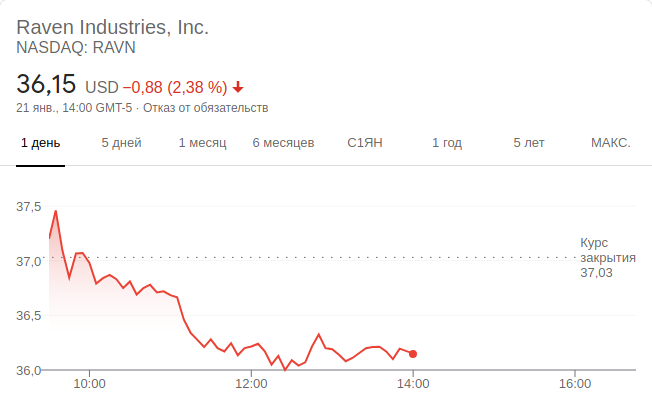 Raven Industries, Inc.
NASDAQ: RAVN
36,15 USD −0,88 (2,38 %)
21 янв., 14:00 GMT-5 · Отказ от обязательств
1 день 5 дней 1 месяц 6 месяцев С1ЯН 1 год 5 лет МАКС.
37,5
37,0
36,5
36,0
Курс
закрытия
37,03
10:00 12:00 14:00 16:00